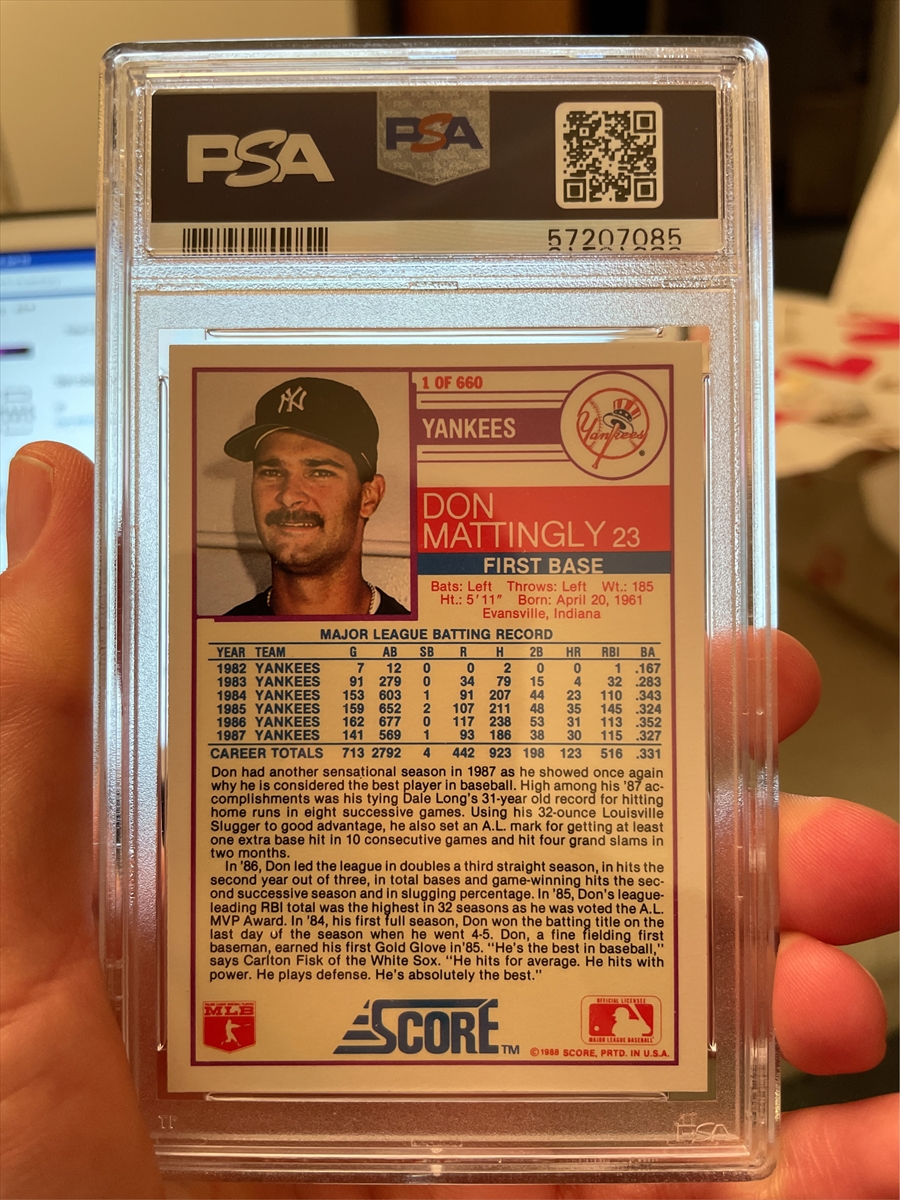 PSA
PSA
57207085
1 OF 660
YANKEES
Yankees
NY
DON
MATTINGLY 23
FIRST BASE
Bats: Left Throws: Left Wt.: 185
Ht.: 5'11" Born: April 20, 1961
Evansville, Indiana
MAJOR LEAGUE BATTING RECORD
YEAR TEAM G AB SB R H 2B HR RBI BA
1982 YANKEES 7 12 0 0 2 0 0 1 .167
1983 YANKEES 91 279 0 34 79 15 4 32 .283
1984 YANKEES 153 603 1 91 207 44 23 110 .343
1985 YANKEES 159 652 2 107 211 48 35 145 .324
1986 YANKEES 162 677 0 117 238 53 31 113 .352
1987 YANKEES 141 569 1 93 186 38 30 115 .327
CAREER TOTALS 713 2792 4 442 923 198 123 516 .331
Don had another sensational season in 1987 as he showed once again
why he is considered the best player in baseball. High among his '87 ac-
complishments was his tying Dale Long's 31-year old record for hitting
home runs in eight successive games. Using his 32-ounce Louisville
Slugger to good advantage, he also set an A.L. mark for getting at least
one extra base hit in 10 consecutive games and hit four grand slams in
two months.
In '86, Don led the league in doubles a third straight season, in hits the
second year out of three, in total bases and game-winning hits the sec-
ond successive season and in slugging percentage. In '85, Don's league-
leading RBI total was the highest in 32 seasons as he was voted the A.L.
MVP Award. In '84, his first full season, Don won the batting title on the
last day of the season when he went 4-5. Don, a fine fielding first
baseman, earned his first Gold Glove in '85. "He's the best in baseball,"
says Carlton Fisk of the White Sox. "He hits for average. He hits with
power. He plays defense. He's absolutely the best."
MLB
SCORE TM
OFFICIAL LICENSEE
MAJOR LEAGUE BASEBALL
©1988 SCORE, PRTD. IN U.S.A.
PSA